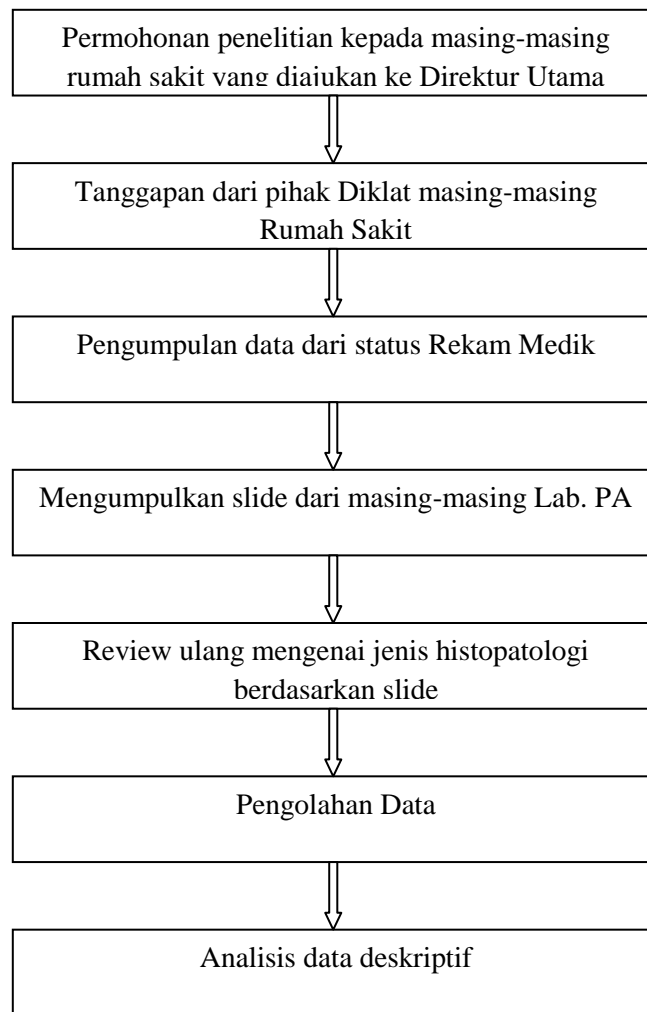 Permohonan penelitian kepada masing-masing
rumah sakit yang diajukan ke Direktur Utama
Tanggapan dari pihak Diklat masing-masing
Rumah Sakit
Pengumpulan data dari status Rekam Medik
Mengumpulkan slide dari masing-masing Lab. PA
Review ulang mengenai jenis histopatologi
berdasarkan slide
Pengolahan Data
Analisis data deskriptif